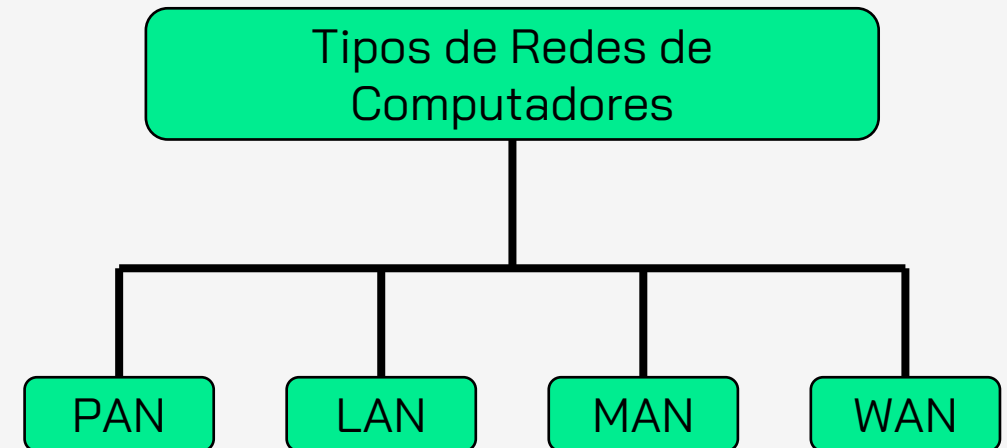 Tipos de Redes de
Computadores
PAN
LAN
MAN
WAN